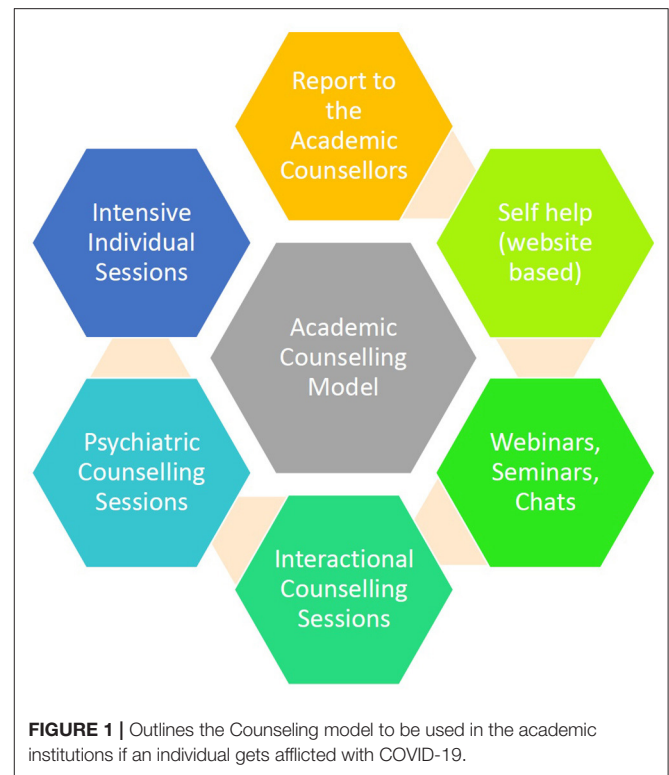 Report to
the
Academic
Counsellors
Self help
(website
based)
Webinars,
Seminars,
Chats
Interactional
Counselling
Sessions
Psychiatric
Counselling
Sessions
Intensive
Individual
Sessions
Academic
Counselling
Model
FIGURE 1 | Outlines the Counseling model to be used in the academic
institutions if an individual gets afflicted with COVID-19.